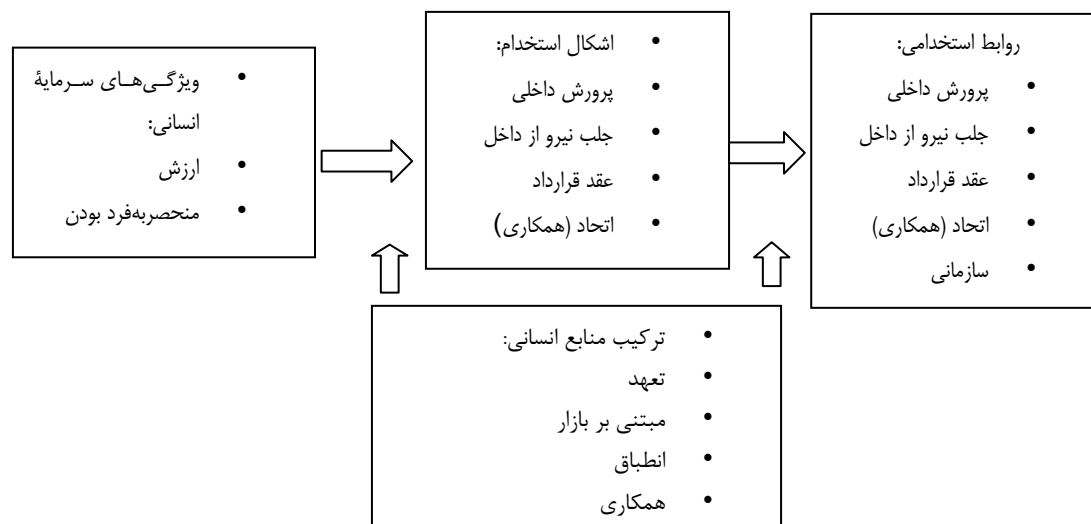 روابط استخدامی:
• پرورش داخلی
• جلب نیرو از داخل
• عقد قرارداد
• اتحاد (همکاری)
• سازمانی
• اشکال استخدام:
• پرورش داخلی
• جلب نیرو از داخل
• عقد قرارداد
• اتحاد (همکاری)
• ویژگی‌های سرمایهٔ
انسانی:
• ارزش
• منحصربه‌فرد بودن
• ترکیب منابع انسانی:
• تعهد
• مبتنی بر بازار
• انطباق
• همکاری